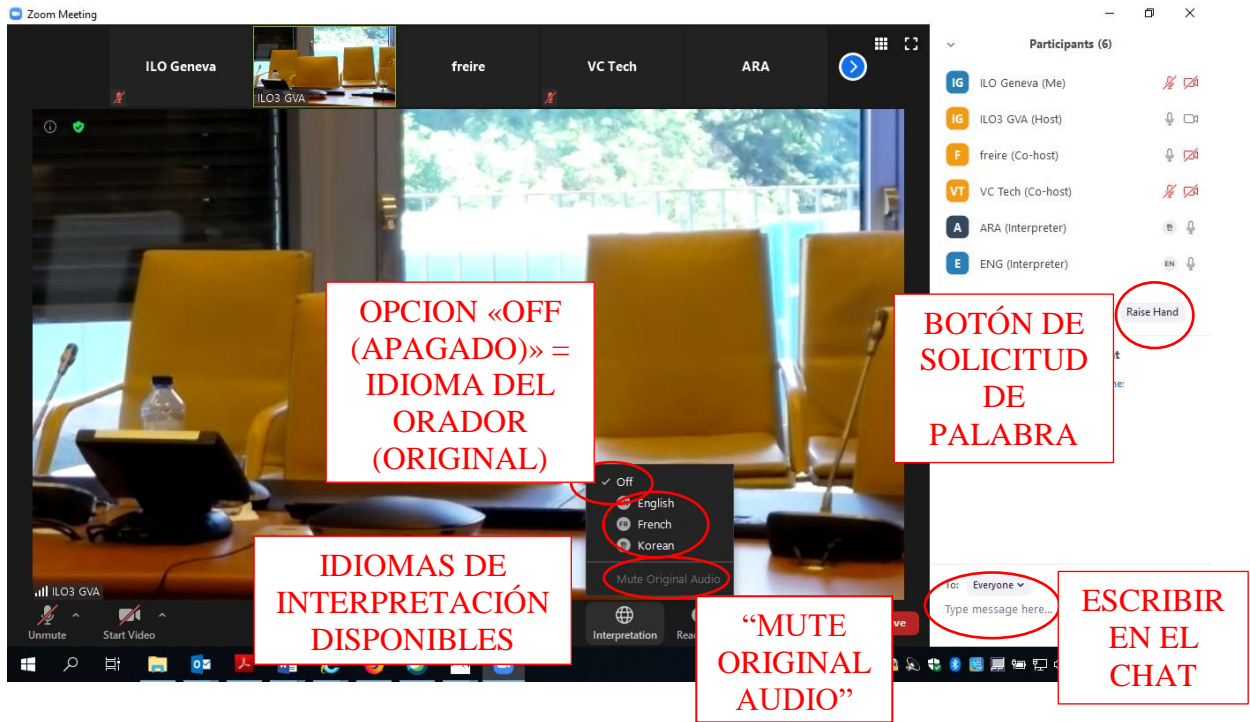 Zoom Meeting
ILO Geneva
ILO3 GVA
freire
VC Tech
ARA
Participants (6)
IG ILO Geneva (Me)
IG ILO3 GVA (Host)
F freire (Co-host)
VT VC Tech (Co-host)
A ARA (Interpreter)
E ENG (Interpreter) EN
Raise Hand
OPCION «OFF
(APAGADO)» =
IDIOMA DEL
ORADOR
(ORIGINAL)
BOTÓN DE
SOLICITUD
DE
PALABRA
Off
English
FR French
Korean
Mute Original Audio
IDIOMAS DE
INTERPRETACIÓN
DISPONIBLES
“MUTE
ORIGINAL
AUDIO”
To: Everyone
Type message here...
ESCRIBIR
EN EL
CHAT
ILO3 GVA
Unmute
Start Video
Interpretation